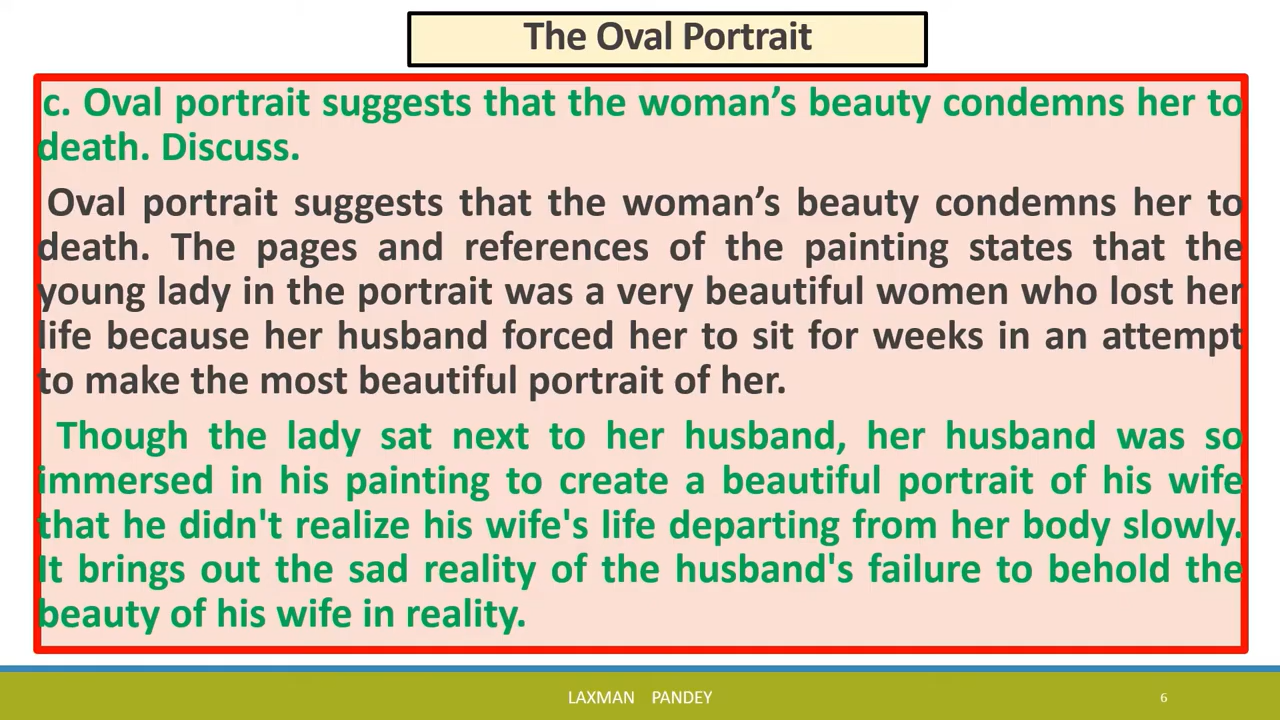 The Oval Portrait
c. Oval portrait suggests that the woman's beauty condemns her to
death. Discuss.
Oval portrait suggests that the woman's beauty condemns her to
death. The pages and references of the painting states that the
young lady in the portrait was a very beautiful women who lost her
life because her husband forced her to sit for weeks in an attempt
to make the most beautiful portrait of her.
Though the lady sat next to her husband, her husband was so
immersed in his painting to create a beautiful portrait of his wife
that he didn't realize his wife's life departing from her body slowly.
It brings out the sad reality of the husband's failure to behold the
beauty of his wife in reality.
LAXMAN PANDEY
6